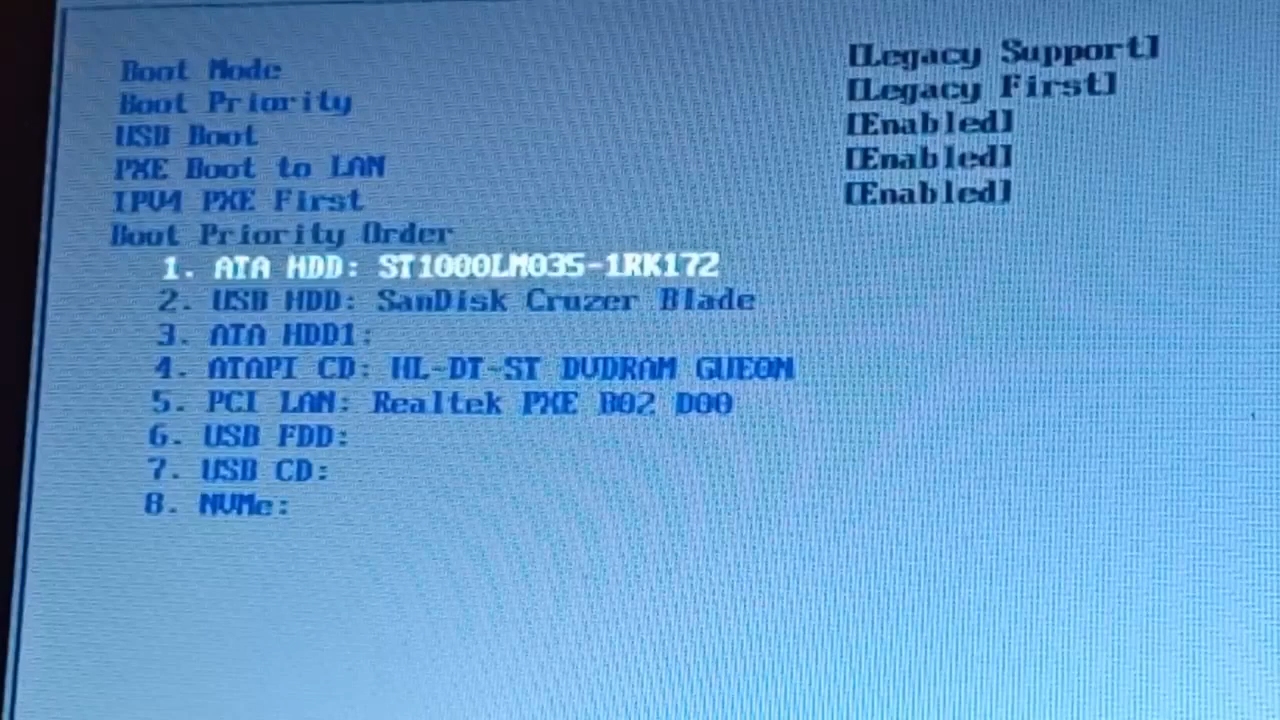 Boot Mode [Legacy Support]
Boot Priority [Legacy First]
USB Boot [Enabled]
PXE Boot to LAN [Enabled]
IPV4 PXE First [Enabled]
Boot Priority Order
1. ATA HDD: ST1000LM035-1RK172
2. USB HDD: SanDisk Cruzer Blade
3. ATA HDD1:
4. ATAPI CD: HL-DT-ST DVDRAM GUE0N
5. PCI LAN: Realtek PXE B02 D00
6. USB FDD:
7. USB CD:
8. NVMe: